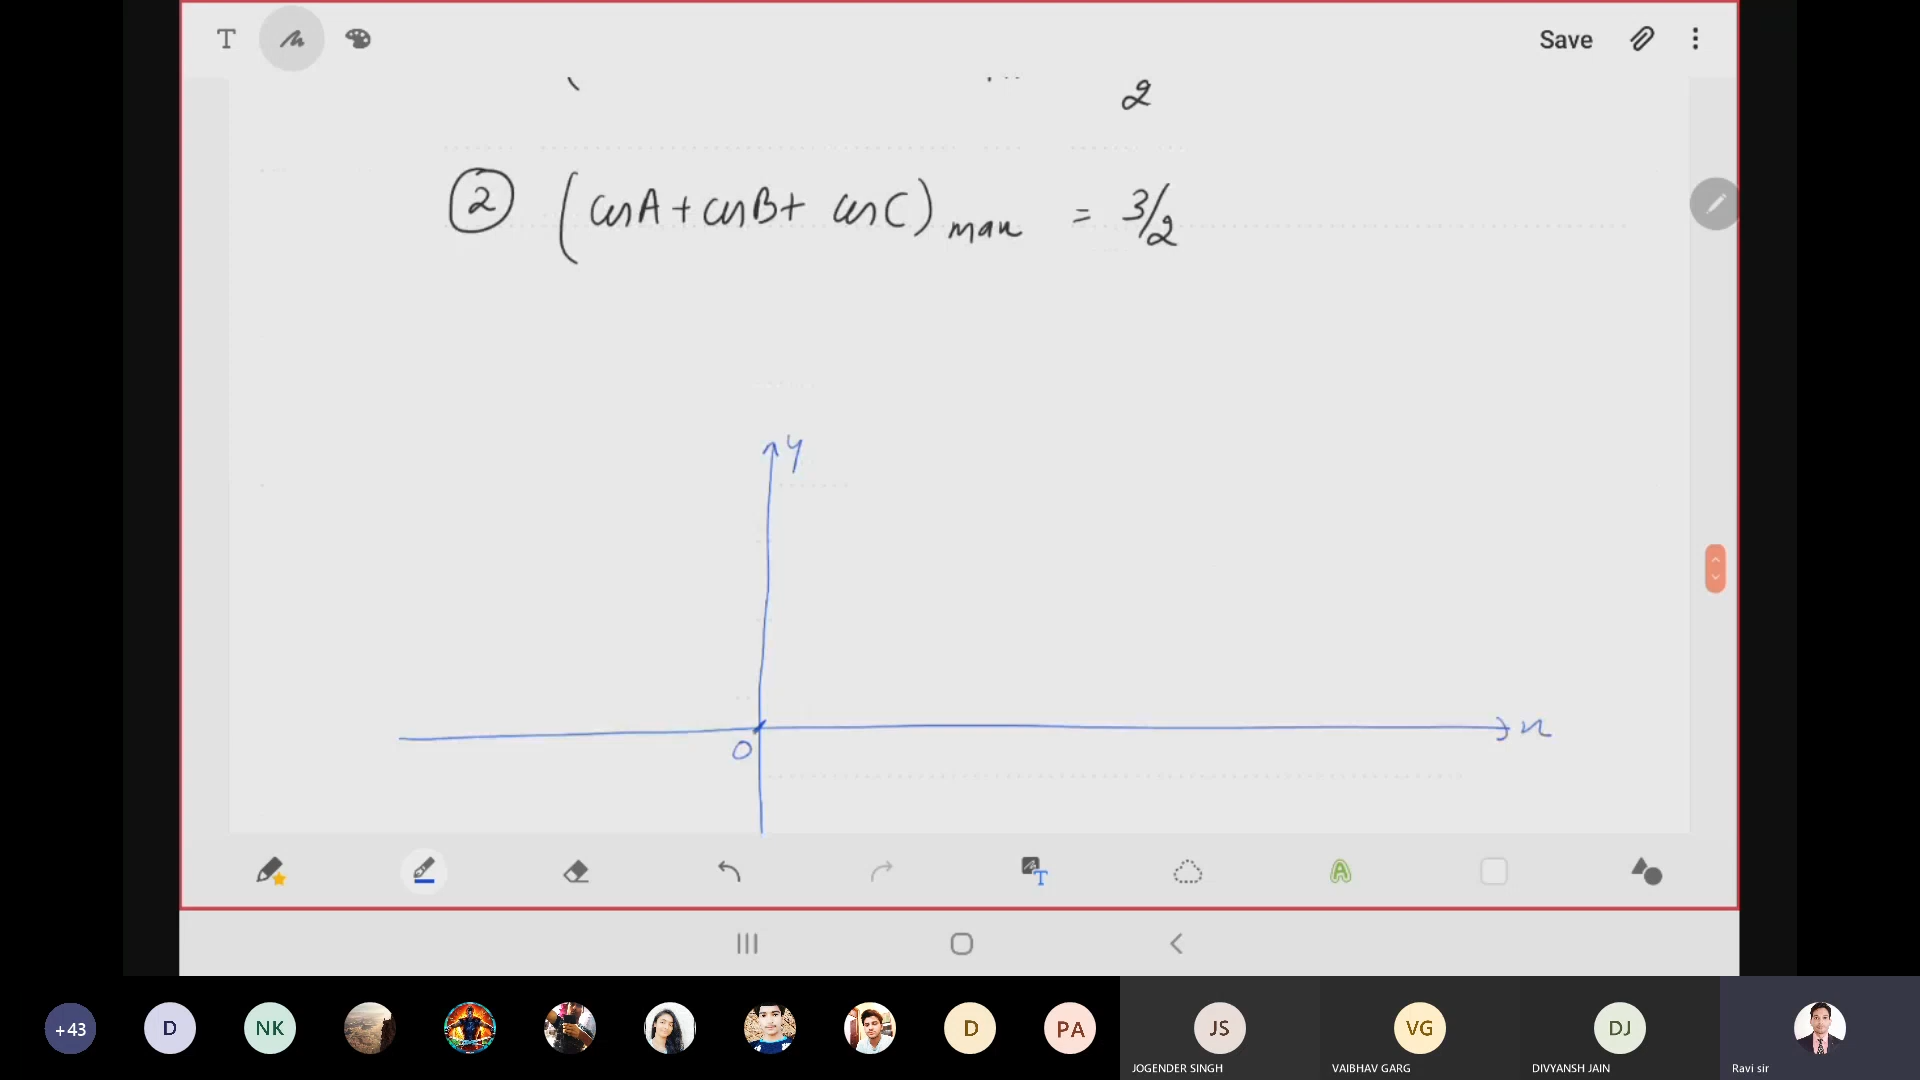 T
Save
2
② (cosA + cosB + cosC) max = 3/2
y
O
x
T
A
+43
D
NK
D
PA
JS
VG
DJ
JOGENDER SINGH
VAIBHAV GARG
DIVYANSH JAIN
Ravi sir